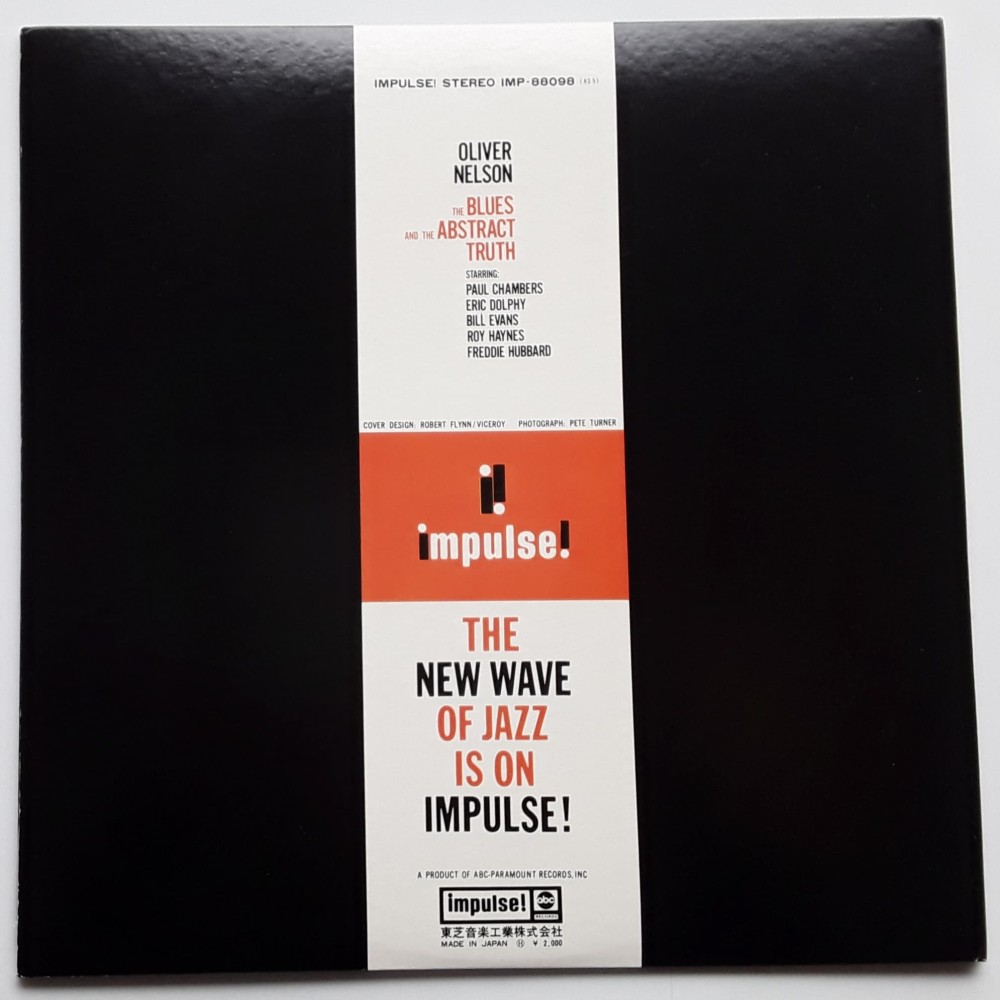 IMPULSE! STEREO IMP-88098
OLIVER
NELSON
THE BLUES
AND THE ABSTRACT
TRUTH
STARRING:
PAUL CHAMBERS
ERIC DOLPHY
BILL EVANS
ROY HAYNES
FREDDIE HUBBARD
COVER DESIGN: ROBERT FLYNN/VICEROY PHOTOGRAPH: PETE TURNER
i!
impulse!
THE
NEW WAVE
OF JAZZ
IS ON
IMPULSE!
A PRODUCT OF ABC-PARAMOUNT RECORDS, INC
impulse! abc
RECORDS
東芝音楽工業株式会社
MADE IN JAPAN Ⓗ ¥ 2,000